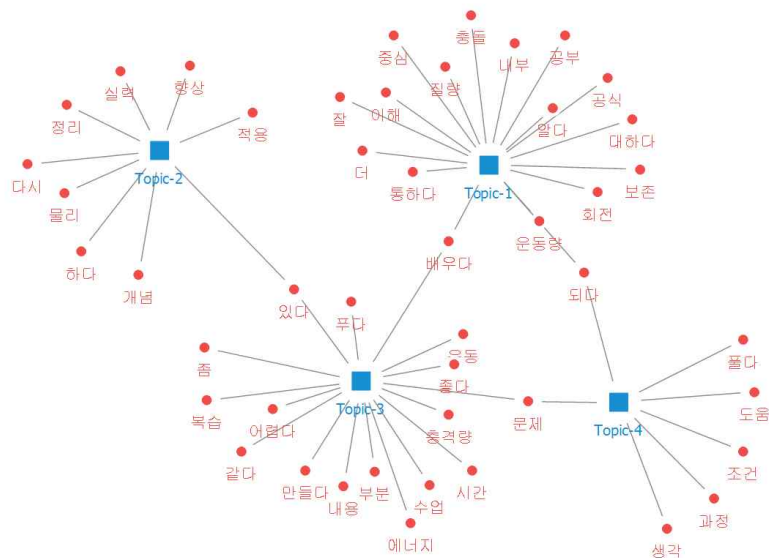 충돌
중심
내부
공부
실력
향상
질량
공식
잘
이해
정리
적용
알다
대하다
다시
Topic-2
더
통하다
Topic-1
보존
물리
회전
운동량
하다
배우다
개념
있다
되다
푸다
좀
운동
풀다
좋다
복습
어렵다
Topic-3
충격량
문제
Topic-4
도움
같다
만들다
내용
부분
수업
시간
조건
에너지
과정
생각